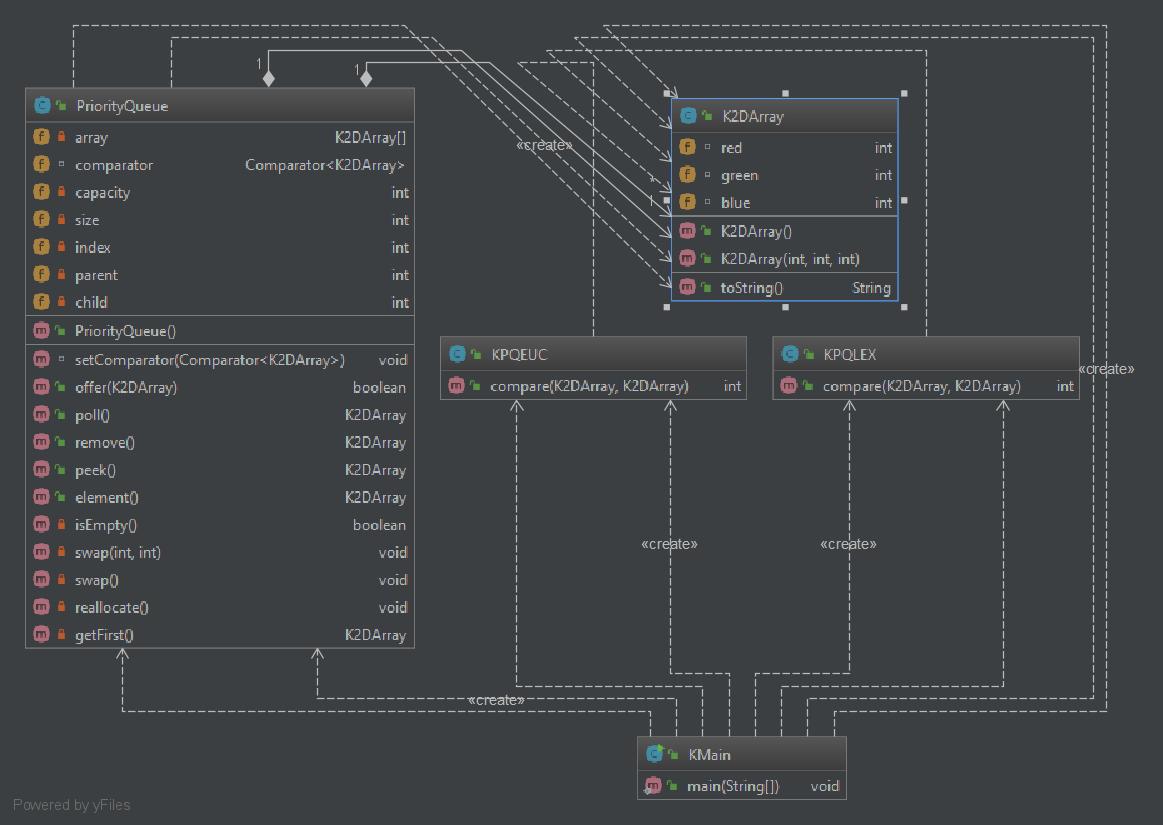 1
1
PriorityQueue
array K2DArray[]
comparator Comparator<K2DArray>
capacity int
size int
index int
parent int
child int
PriorityQueue()
setComparator(Comparator<K2DArray>) void
offer(K2DArray) boolean
poll() K2DArray
remove() K2DArray
peek() K2DArray
element() K2DArray
isEmpty() boolean
swap(int, int) void
swap() void
reallocate() void
getFirst() K2DArray
«create»
K2DArray
red int
green int
blue int
*
1
K2DArray()
K2DArray(int, int, int)
toString() String
KPQEUC
compare(K2DArray, K2DArray) int
KPQLEX
compare(K2DArray, K2DArray) int
«create»
«create»
«create»
«create»
KMain
main(String[]) void
Powered by yFiles